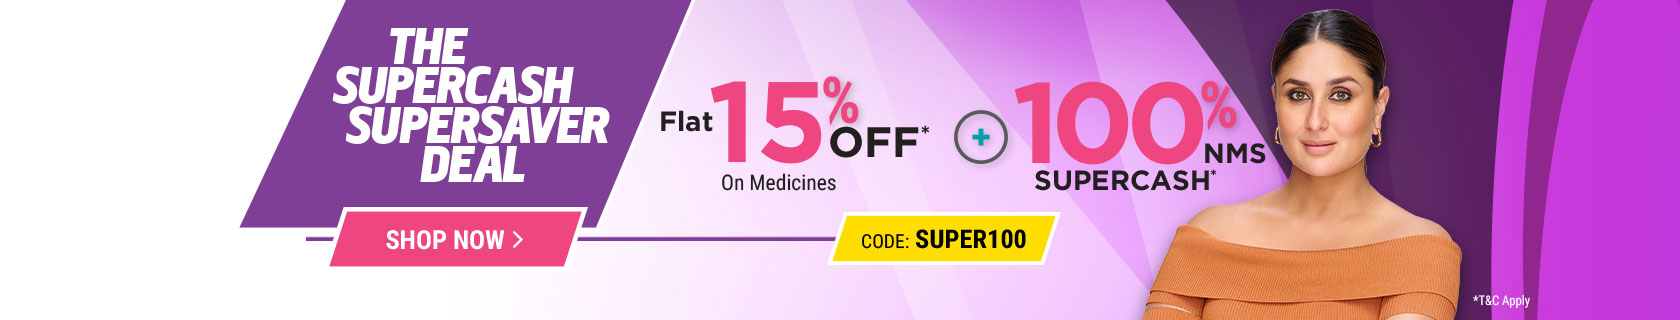 THE
SUPERCASH
SUPERSAVER
DEAL
SHOP NOW >
Flat 15% OFF*
On Medicines
+
100% NMS
SUPERCASH*
CODE: SUPER100
*T&C Apply